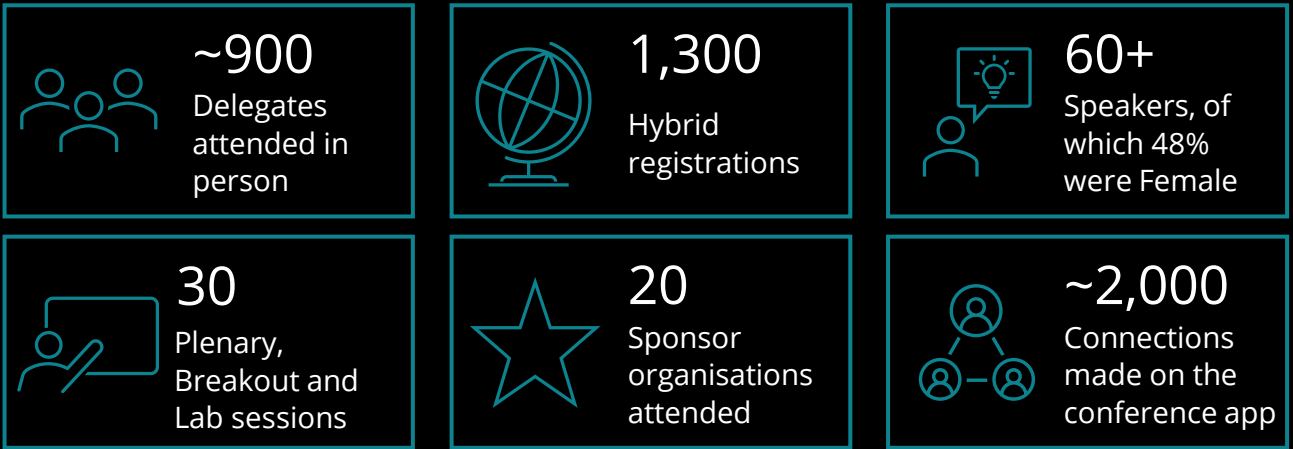 ~900
Delegates
attended in
person
1,300
Hybrid
registrations
60+
Speakers, of
which 48%
were Female
30
Plenary,
Breakout and
Lab sessions
20
Sponsor
organisations
attended
~2,000
Connections
made on the
conference app